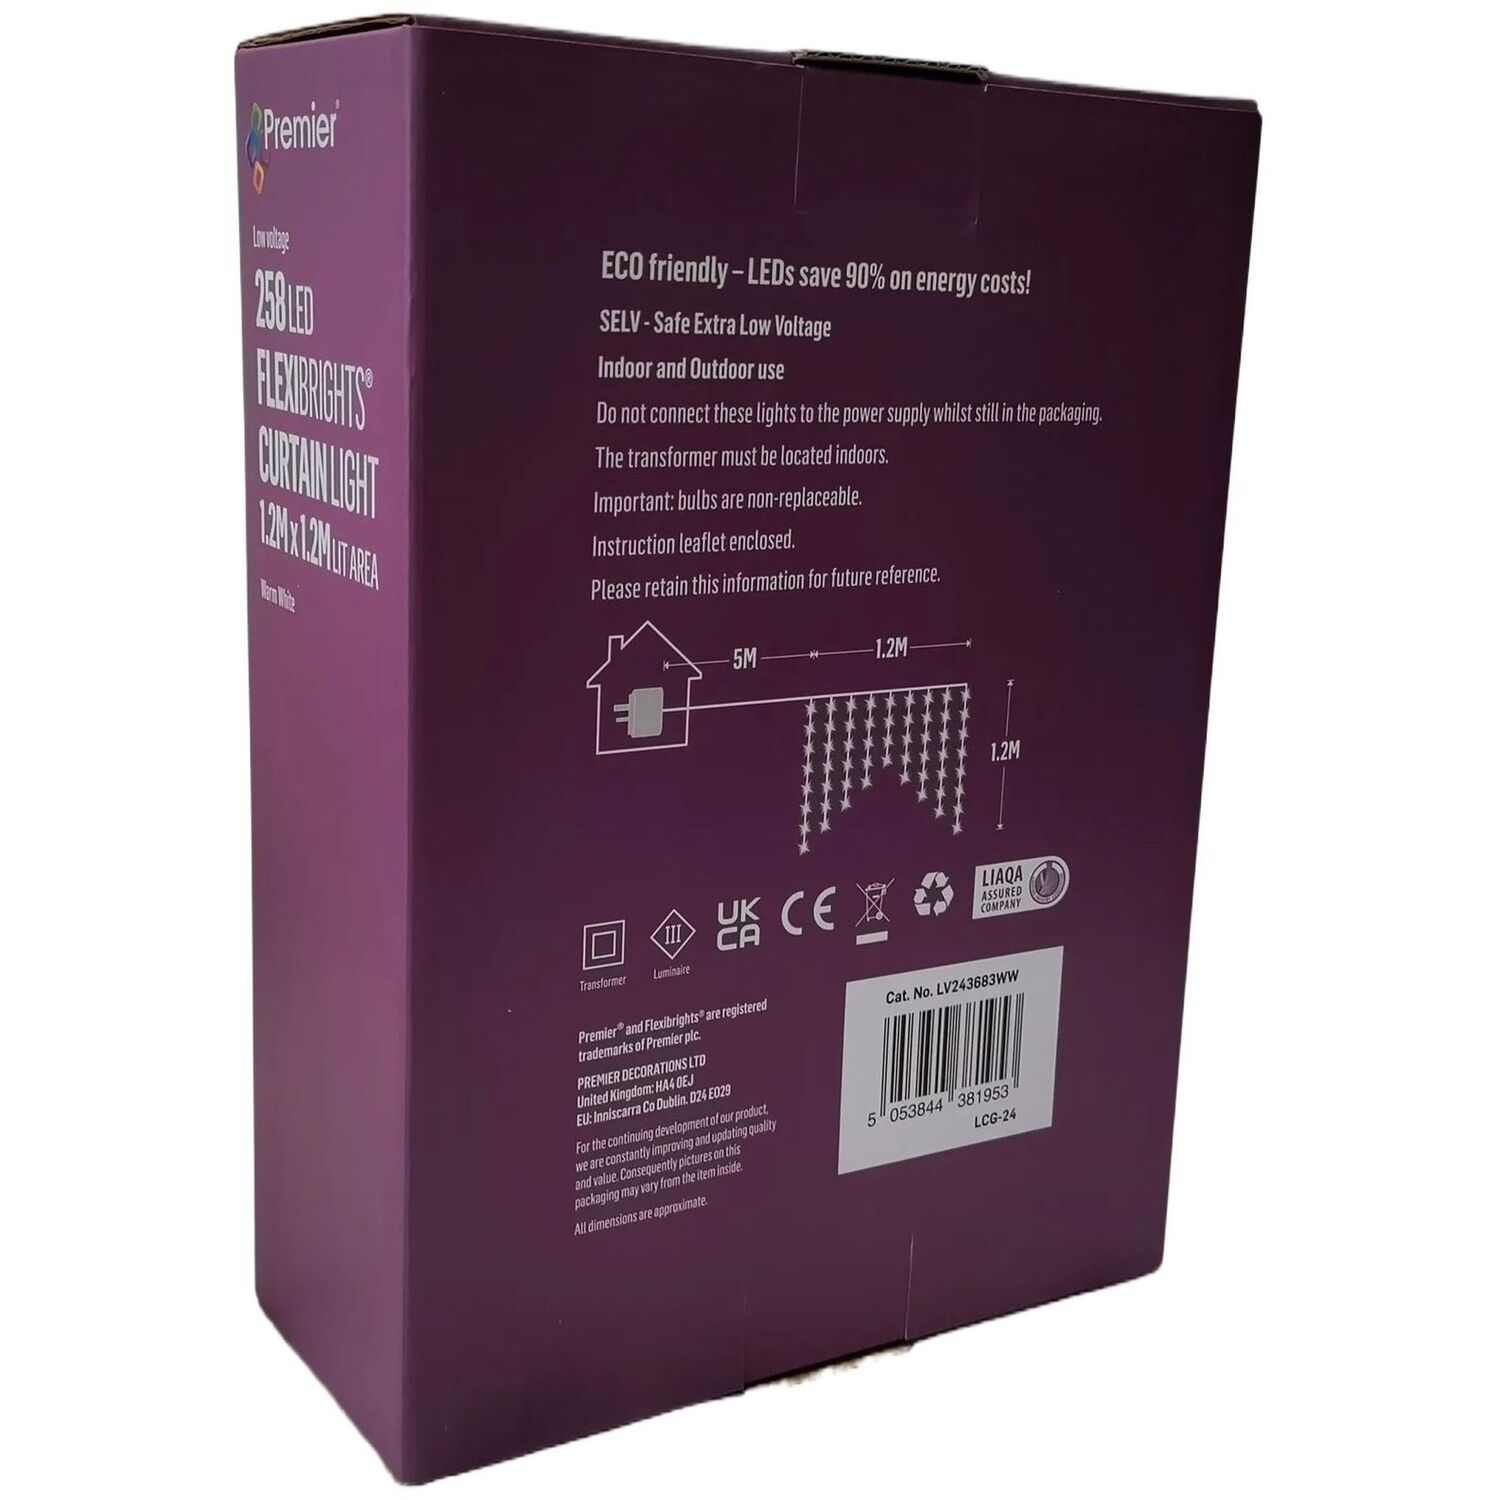 Premier®
Low voltage
258 LED
FLEXIBRIGHTS®
CURTAIN LIGHT
1.2M x 1.2M LIT AREA
Warm White
ECO friendly – LEDs save 90% on energy costs!
SELV - Safe Extra Low Voltage
Indoor and Outdoor use
Do not connect these lights to the power supply whilst still in the packaging.
The transformer must be located indoors.
Important: bulbs are non-replaceable.
Instruction leaflet enclosed.
Please retain this information for future reference.
5M
1.2M
1.2M
Transformer
III
Luminaire
UK
CA
CE
LIAQA
ASSURED
COMPANY
Premier® and Flexibrights® are registered
trademarks of Premier plc.
PREMIER DECORATIONS LTD
United Kingdom: HA4 0EJ
EU: Inniscarra Co Dublin. D24 E029
For the continuing development of our product,
we are constantly improving and updating quality
and value. Consequently pictures on this
packaging may vary from the item inside.
All dimensions are approximate.
Cat. No. LV243683WW
5 053844 381953
LCG-24